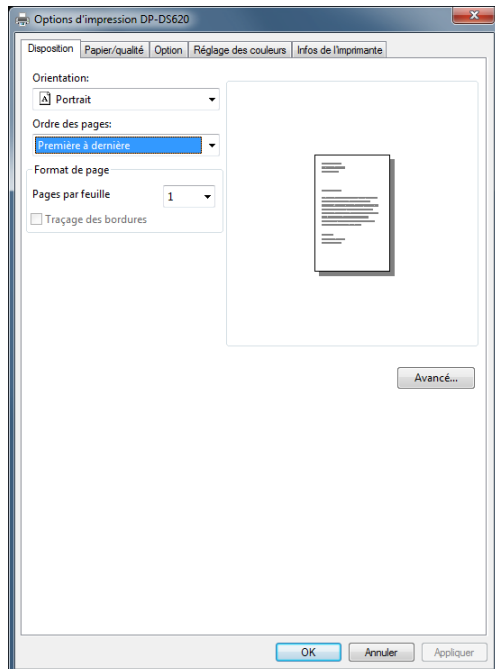 Options d'impression DP-DS620
Disposition Papier/qualité Option Réglage des couleurs Infos de l'imprimante
Orientation:
A Portrait
Ordre des pages:
Première à dernière
Format de page
Pages par feuille 1
Traçage des bordures
Avancé...
OK Annuler Appliquer